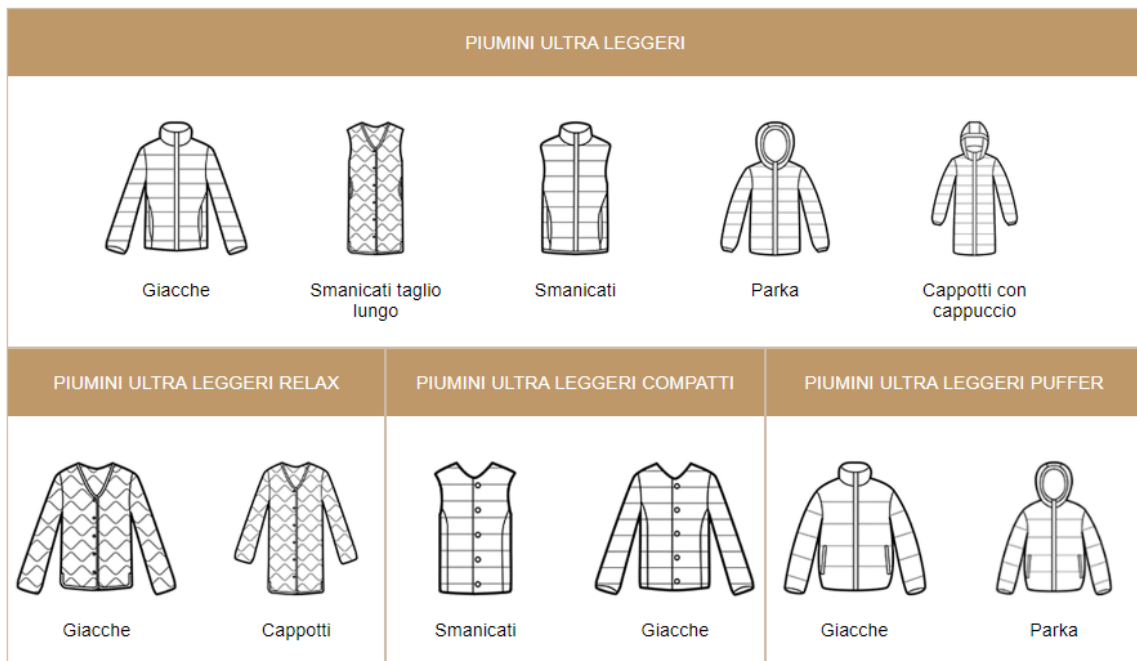 PIUMINI ULTRA LEGGERI
Giacche
Smanicati taglio
lungo
Smanicati
Parka
Cappotti con
cappuccio
PIUMINI ULTRA LEGGERI RELAX
PIUMINI ULTRA LEGGERI COMPATTI
PIUMINI ULTRA LEGGERI PUFFER
Giacche
Cappotti
Smanicati
Giacche
Giacche
Parka